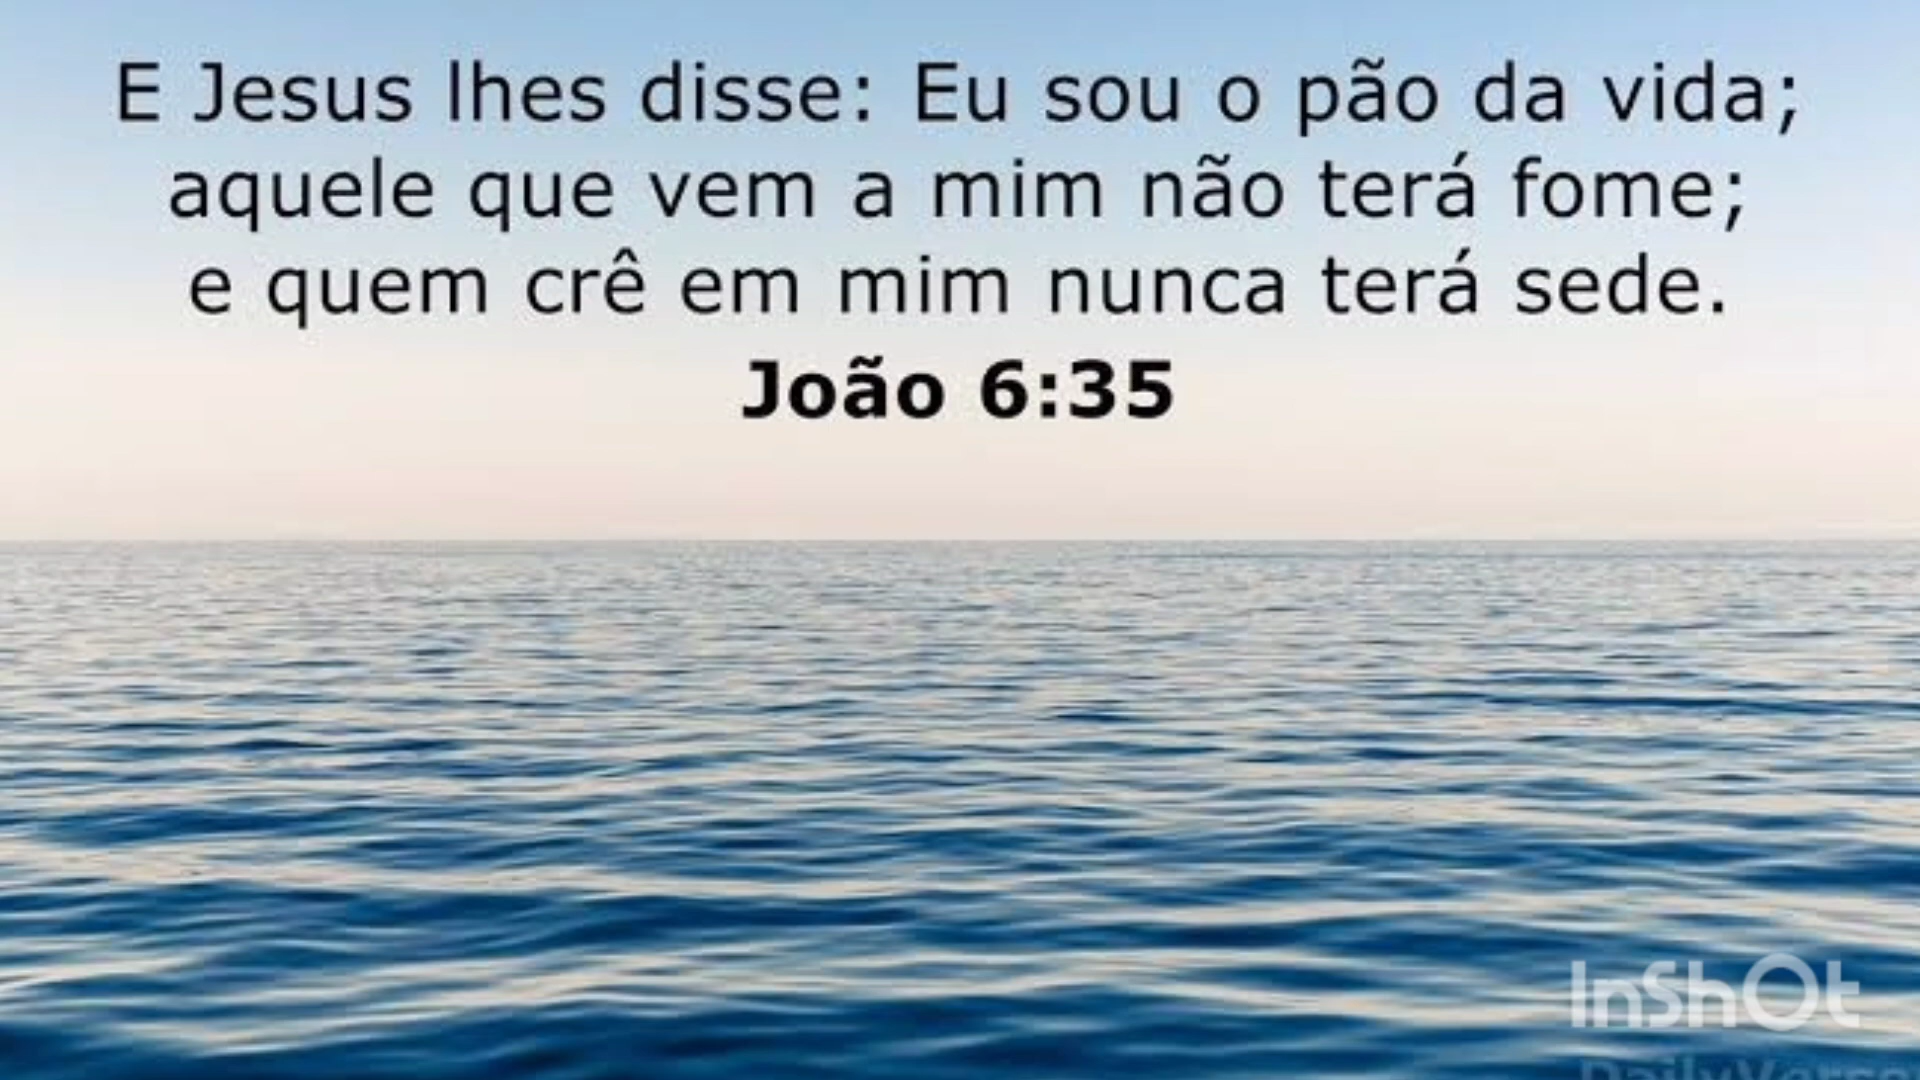 E Jesus lhes disse: Eu sou o pão da vida;
aquele que vem a mim não terá fome;
e quem crê em mim nunca terá sede.
João 6:35
InShOt